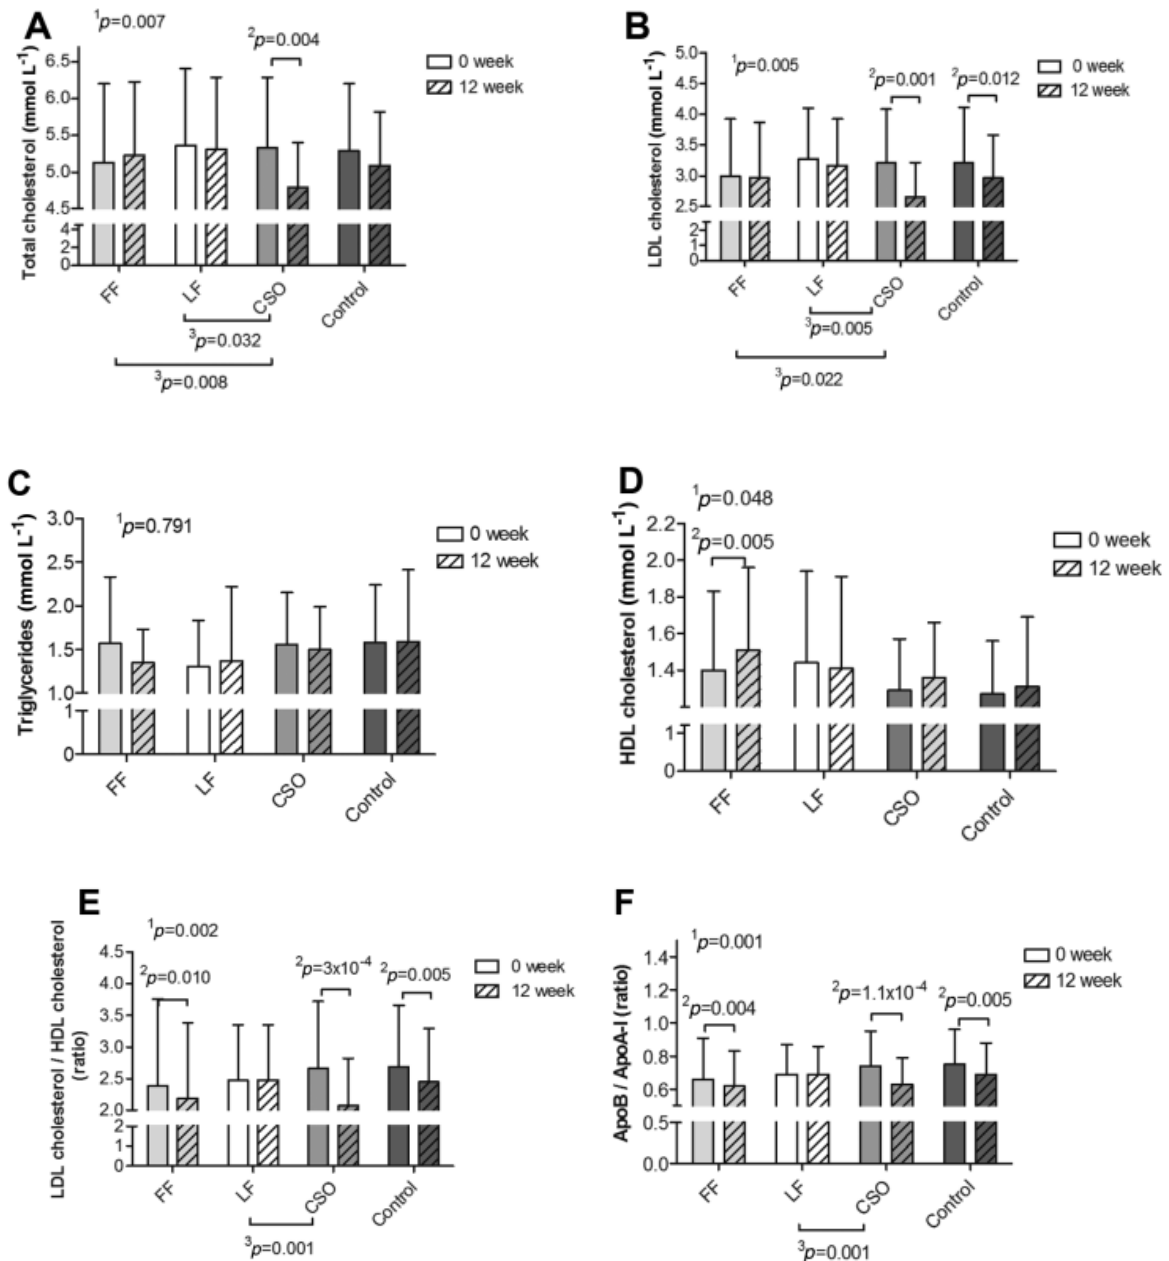 A
¹p=0.007
²p=0.004
Total cholesterol (mmol L⁻¹)
6.5
6.0
5.5
5.0
4.5
4
2
0
0 week
12 week
FF
LF
CSO
Control
³p=0.032
³p=0.008
B
¹p=0.005
²p=0.001
²p=0.012
LDL cholesterol (mmol L⁻¹)
5.0
4.5
4.0
3.5
3.0
2.5
2
1
0
0 week
12 week
FF
LF
CSO
Control
³p=0.005
³p=0.022
C
¹p=0.791
Triglycerides (mmol L⁻¹)
3.0
2.5
2.0
1.5
1.0
1
0
0 week
12 week
FF
LF
CSO
Control
D
¹p=0.048
²p=0.005
HDL cholesterol (mmol L⁻¹)
2.2
2.0
1.8
1.6
1.4
1
0
0 week
12 week
FF
LF
CSO
Control
E
¹p=0.002
²p=0.010
²p=3x10⁻⁴
²p=0.005
LDL cholesterol / HDL cholesterol
(ratio)
4.5
4.0
3.5
3.0
2.5
2.0
2
1
0
0 week
12 week
FF
LF
CSO
Control
³p=0.001
F
¹p=0.001
²p=0.004
²p=1.1x10⁻⁴
²p=0.005
ApoB / ApoA-I (ratio)
1.4
1.2
1.0
0.8
0.6
0.5
0.0
0 week
12 week
FF
LF
CSO
Control
³p=0.001